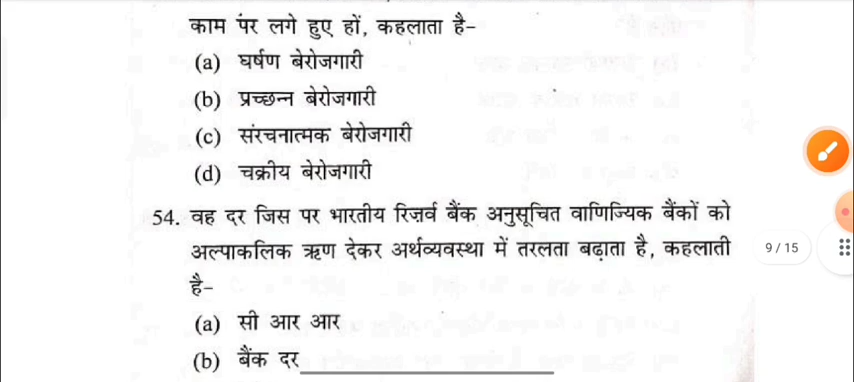 काम पर लगे हुए हों, कहलाता है-
(a) घर्षण बेरोजगारी
(b) प्रच्छन्न बेरोजगारी
(c) संरचनात्मक बेरोजगारी
(d) चक्रीय बेरोजगारी
54. वह दर जिस पर भारतीय रिज़र्व बैंक अनुसूचित वाणिज्यिक बैंकों को
अल्पाकलिक ऋण देकर अर्थव्यवस्था में तरलता बढ़ाता है, कहलाती
है-
9 / 15
(a) सी आर आर
(b) बैंक दर